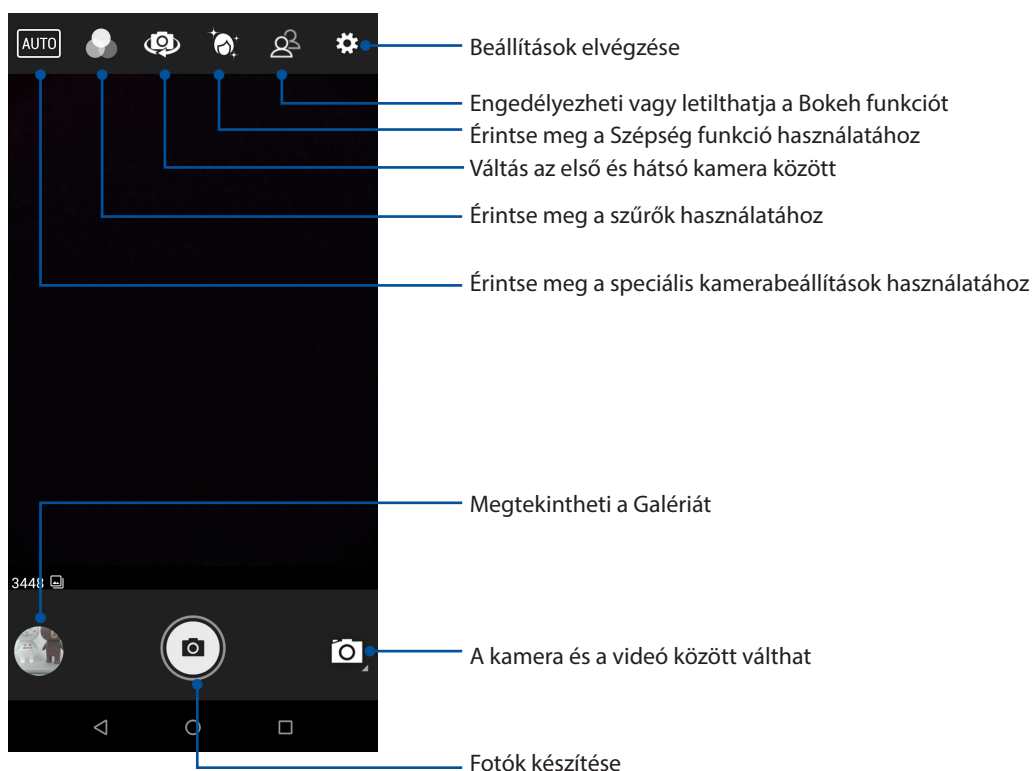 AUTO
Beállítások elvégzése
Engedélyezheti vagy letilthatja a Bokeh funkciót
Érintse meg a Szépség funkció használatához
Váltás az első és hátsó kamera között
Érintse meg a szűrők használatához
Érintse meg a speciális kamerabeállítások használatához
Megtekintheti a Galériát
3448
A kamera és a videó között válthat
Fotók készítése